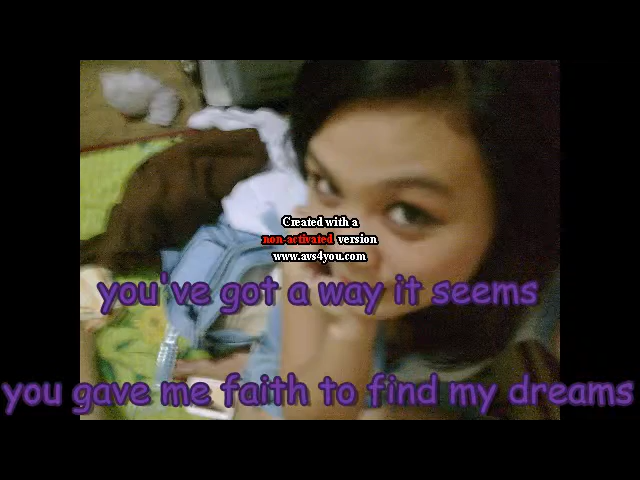 Created with a
non-activated version
www.avs4you.com
you've got a way it seems
you gave me faith to find my dreams